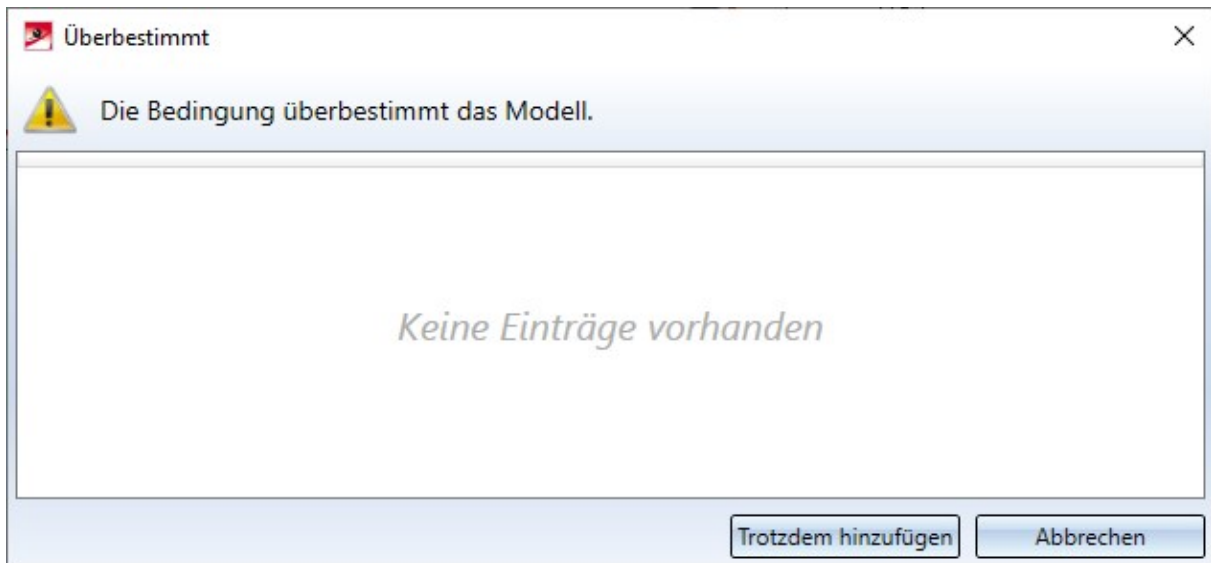 Überbestimmt
Die Bedingung überbestimmt das Modell.
Keine Einträge vorhanden
Trotzdem hinzufügen Abbrechen